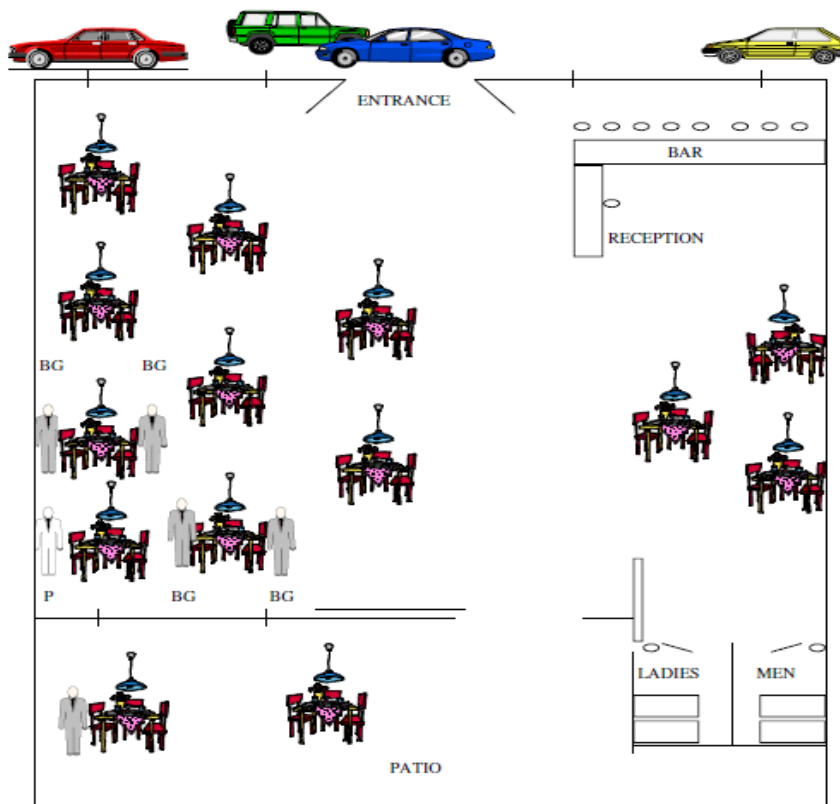 ENTRANCE
BAR
RECEPTION
BG BG
P BG BG
LADIES MEN
PATIO